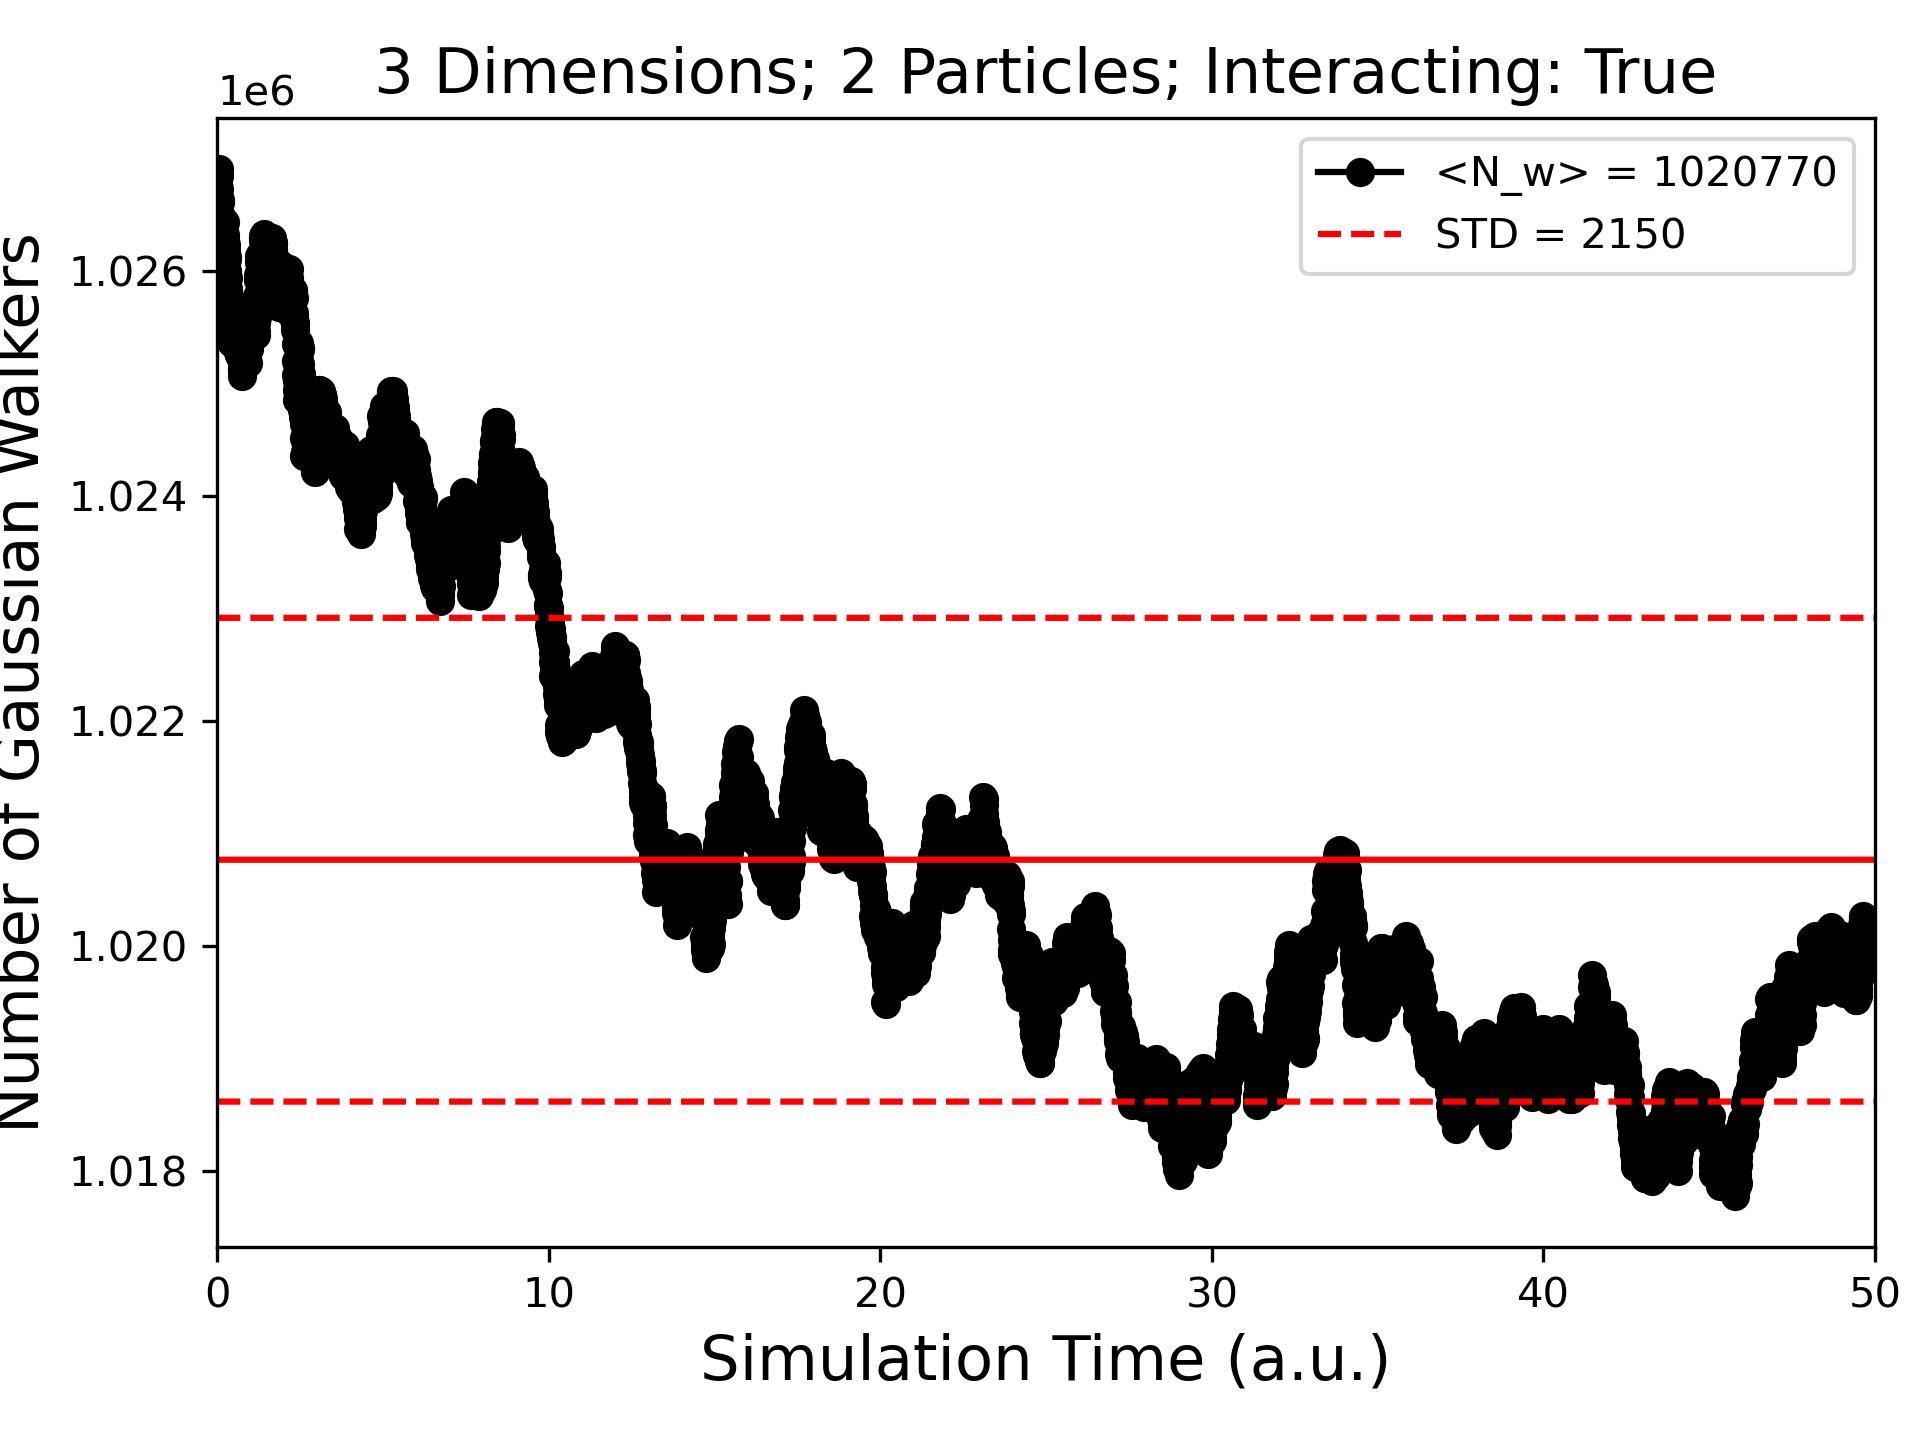 3 Dimensions; 2 Particles; Interacting: True
1e6
<N_w> = 1020770
STD = 2150
Number of Gaussian Walkers
1.026
1.024
1.022
1.020
1.018
0 10 20 30 40 50
Simulation Time (a.u.)